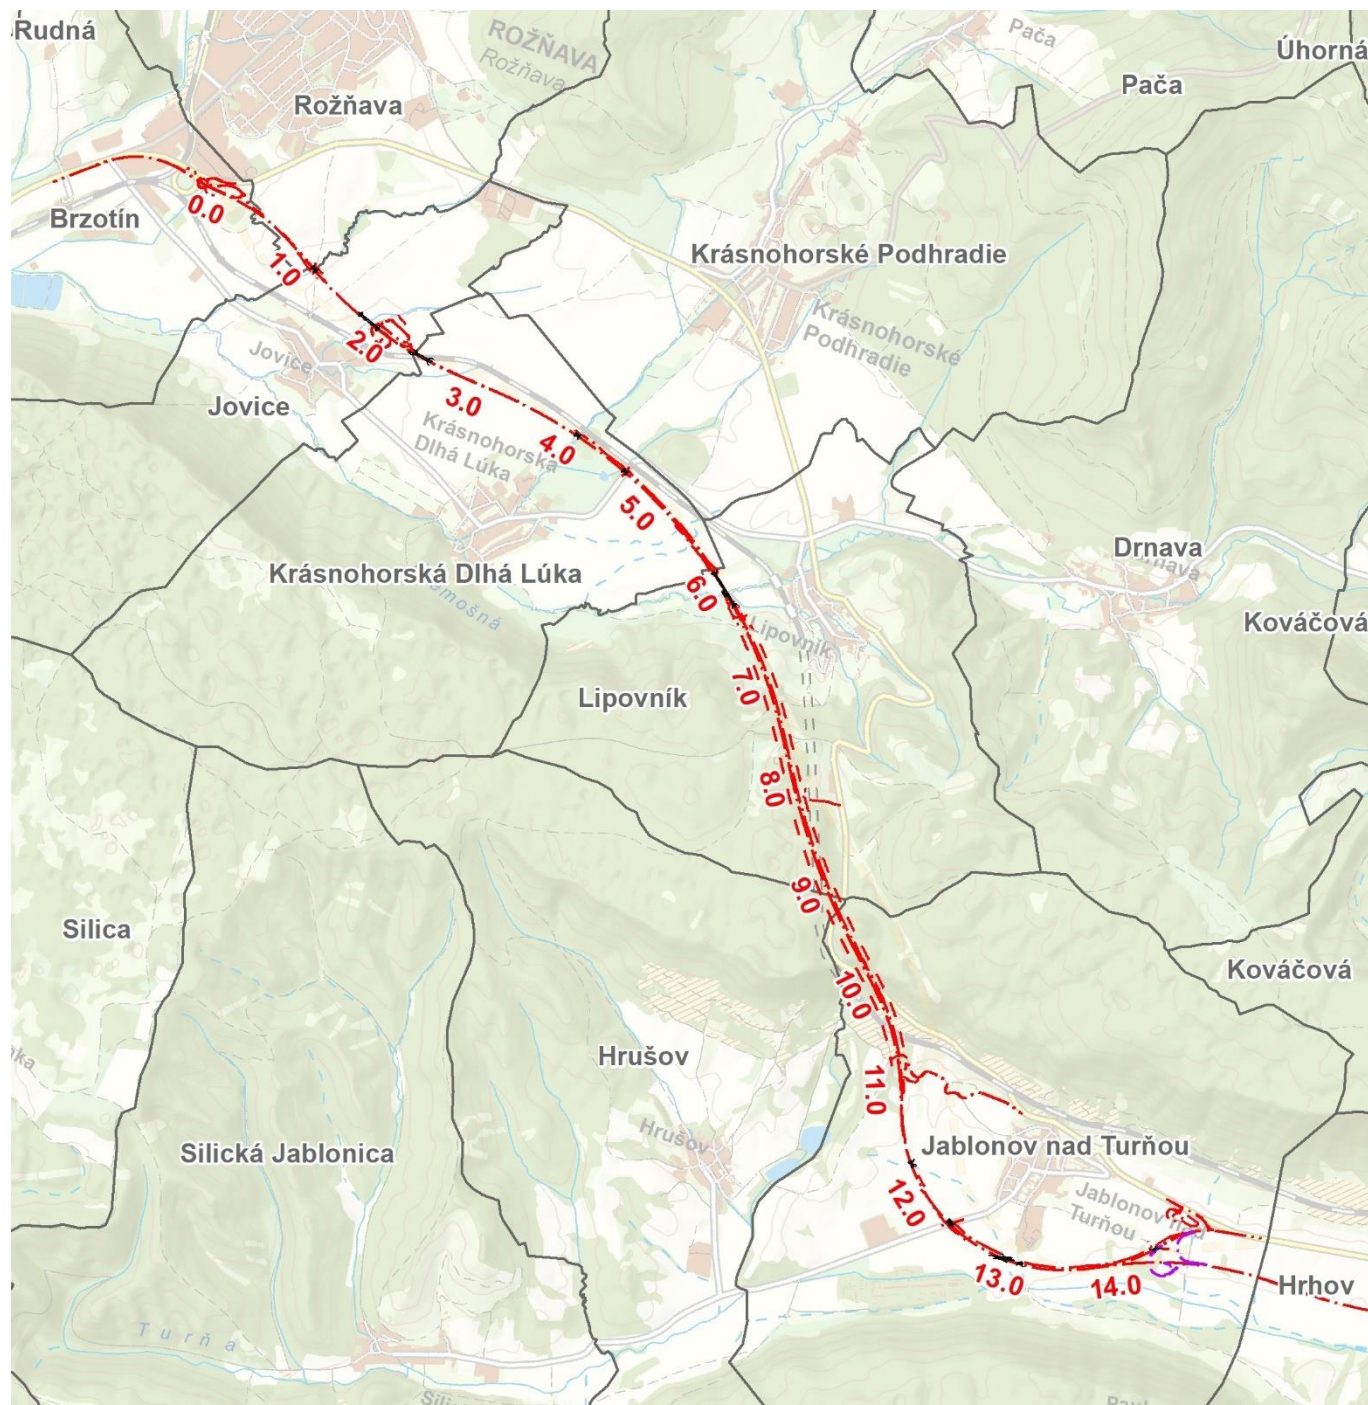 Rudná
ROŽŇAVA
Rožňava
Pača
Úhorná
Pača
Rožňava
0.0
Brzotín
1.0
Krásnohorské Podhradie
Krásnohorské
Podhradie
2.0
Jovice
Jovice
3.0
Krásnohorská
Dlhá Lúka
4.0
5.0
Drnava
Drnava
Krásnohorská Dlhá Lúka
6.0
Kováčová
Lipovník
Lipovník
7.0
8.0
9.0
Silica
Kováčová
10.0
Hrušov
11.0
Hrušov
Silická Jablonica
Jablonov nad Turňou
Jablonov nad
Turňou
12.0
13.0
14.0
Hrhov
Turňa